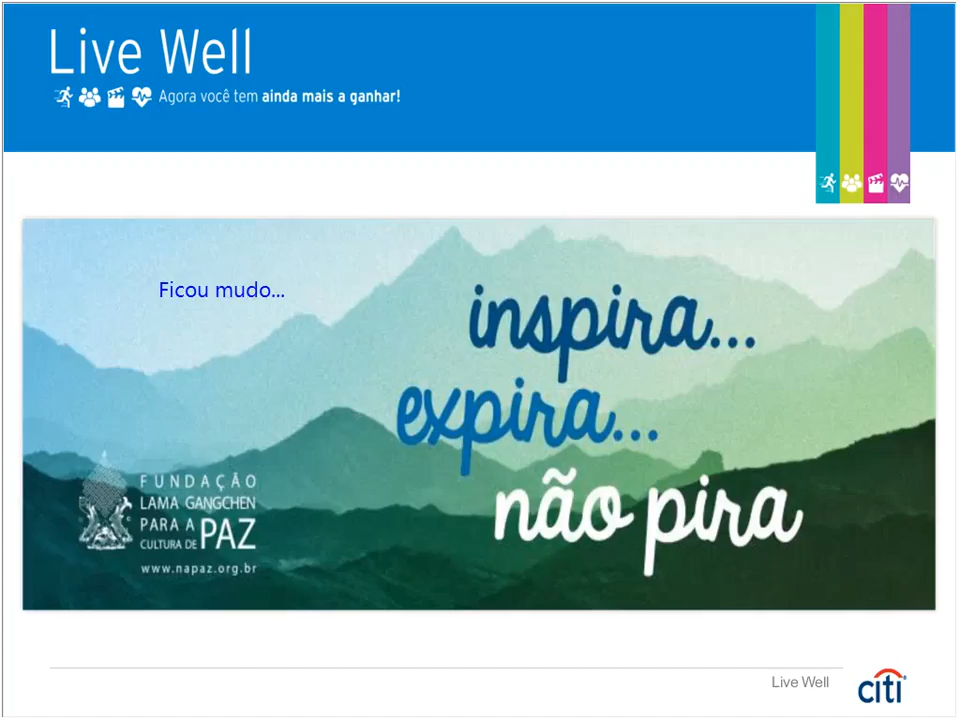 Live Well
Agora você tem ainda mais a ganhar!
Ficou mudo...
inspira...
expira...
não pira
FUNDAÇÃO
LAMA GANGCHEN
PARA A
CULTURA DE PAZ
www.napaz.org.br
Live Well
citi